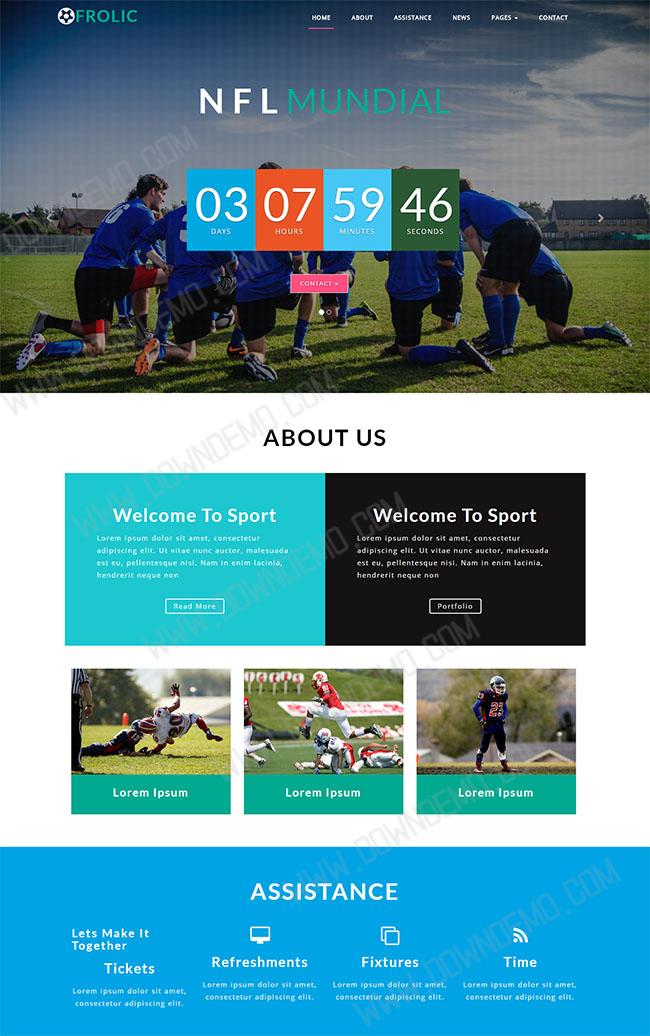 FROLIC
HOME ABOUT ASSISTANCE NEWS PAGES CONTACT
NFL MUNDIAL
03 07 59 46
DAYS HOURS MINUTES SECONDS
CONTACT »
ABOUT US
Welcome To Sport
Lorem ipsum dolor sit amet, consectetur
adipiscing elit. Ut vitae nunc auctor, malesuada
est eu, pellentesque nisi. Nam in enim lacinia,
hendrerit neque non
Read More
Welcome To Sport
Lorem ipsum dolor sit amet, consectetur
adipiscing elit. Ut vitae nunc auctor, malesuada
est eu, pellentesque nisi. Nam in enim lacinia,
hendrerit neque non
Portfolio
Lorem Ipsum
Lorem Ipsum
Lorem Ipsum
ASSISTANCE
Lets Make It
Together
Tickets
Lorem ipsum dolor sit amet,
consectetur adipiscing elit.
Refreshments
Lorem ipsum dolor sit amet,
consectetur adipiscing elit.
Fixtures
Lorem ipsum dolor sit amet,
consectetur adipiscing elit.
Time
Lorem ipsum dolor sit amet,
consectetur adipiscing elit.
WWW.DOWNDEMO.COM